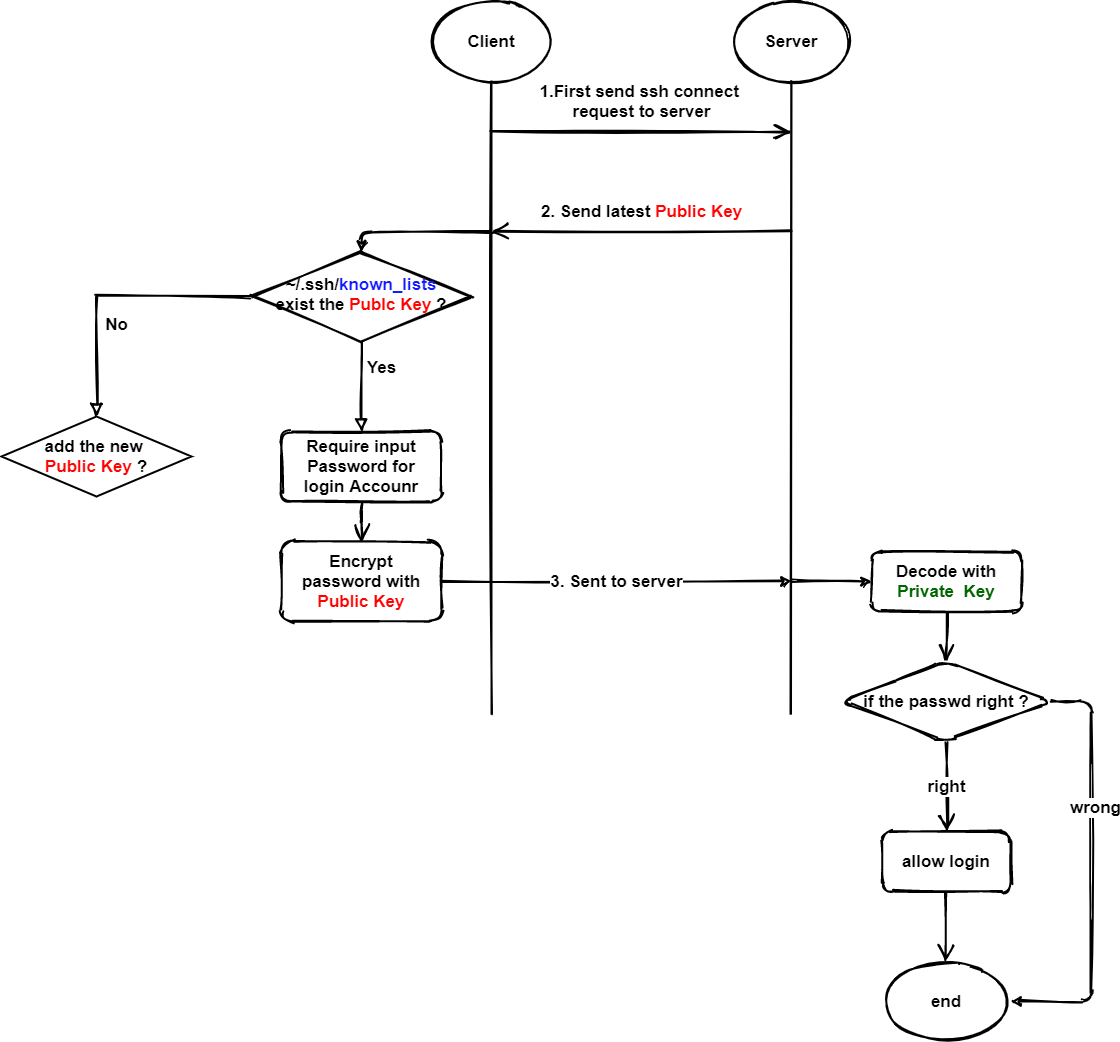 Client
Server
1.First send ssh connect
request to server
2. Send latest Public Key
~/.ssh/known_lists
exist the Publc Key ?
No
Yes
add the new
Public Key ?
Require input
Password for
login Accounr
Encrypt
password with
Public Key
3. Sent to server
Decode with
Private  Key
if the passwd right ?
right
wrong
allow login
end